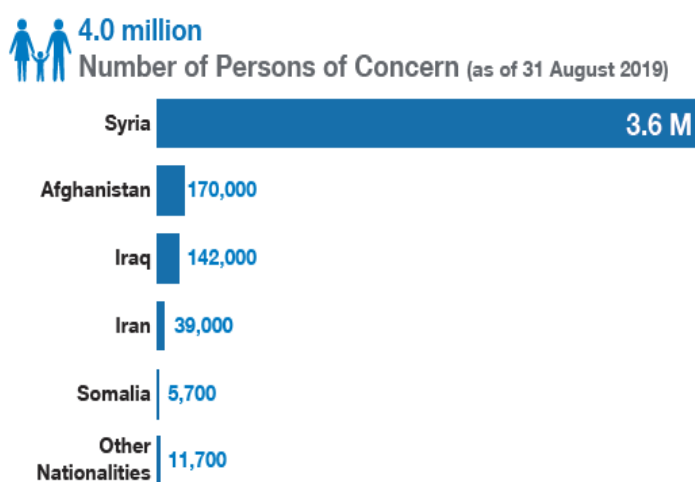 4.0 million
Number of Persons of Concern (as of 31 August 2019)
Syria 3.6 M
Afghanistan 170,000
Iraq 142,000
Iran 39,000
Somalia 5,700
Other
Nationalities 11,700